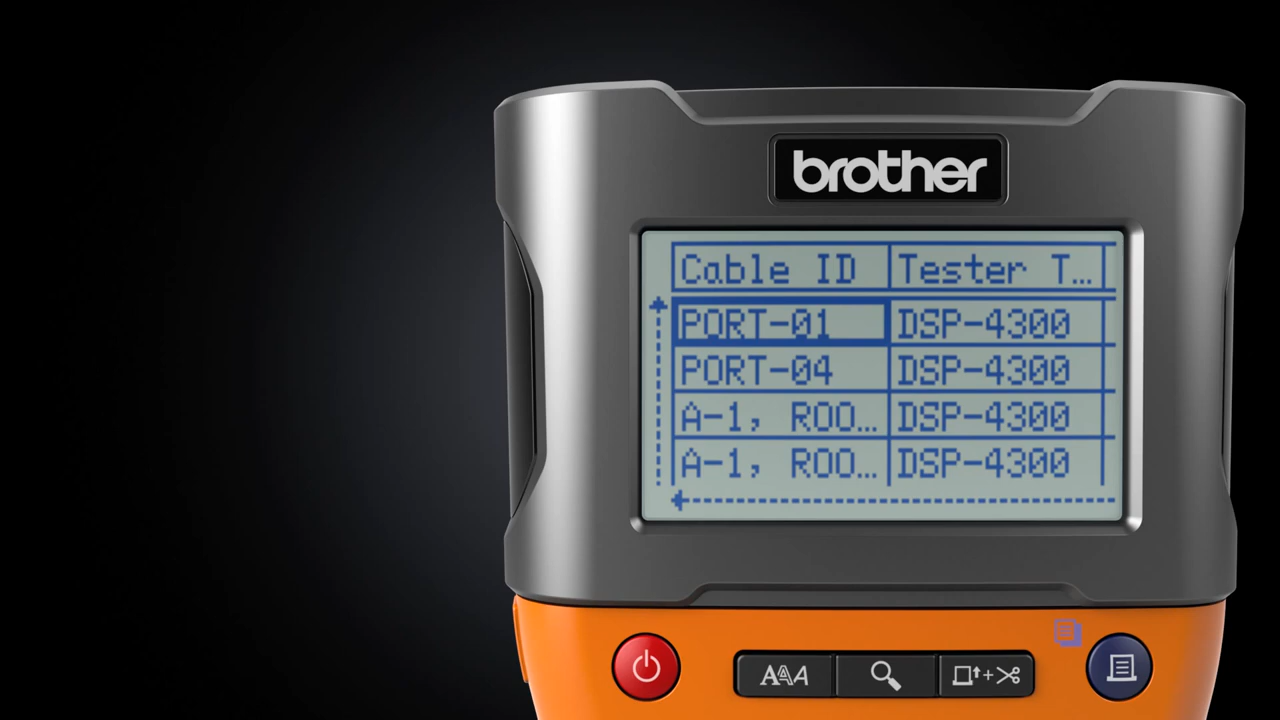 brother
Cable ID Tester T...
PORT-01 DSP-4300
PORT-04 DSP-4300
A-1, ROO... DSP-4300
A-1, ROO... DSP-4300
AAA